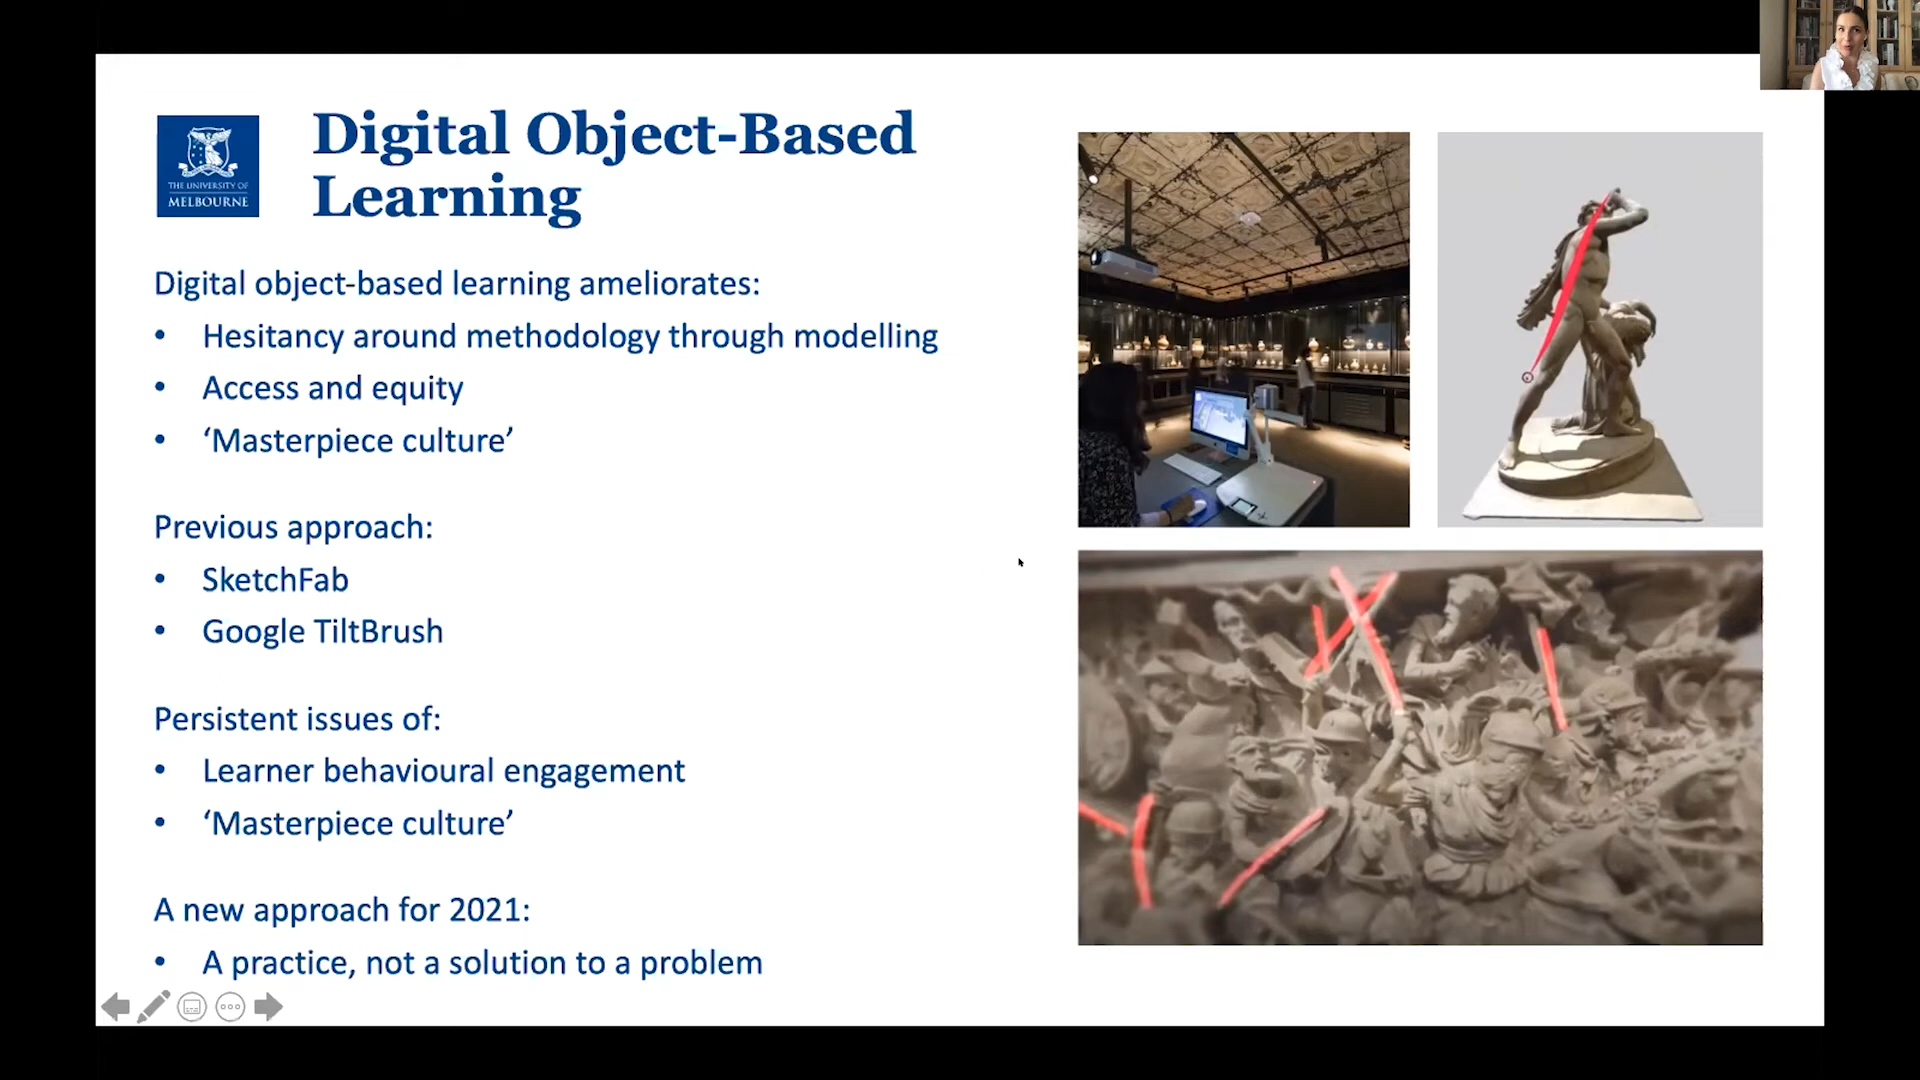 THE UNIVERSITY OF
MELBOURNE
Digital Object-Based
Learning
Digital object-based learning ameliorates:
• Hesitancy around methodology through modelling
• Access and equity
• ‘Masterpiece culture’
Previous approach:
• SketchFab
• Google TiltBrush
Persistent issues of:
• Learner behavioural engagement
• ‘Masterpiece culture’
A new approach for 2021:
• A practice, not a solution to a problem